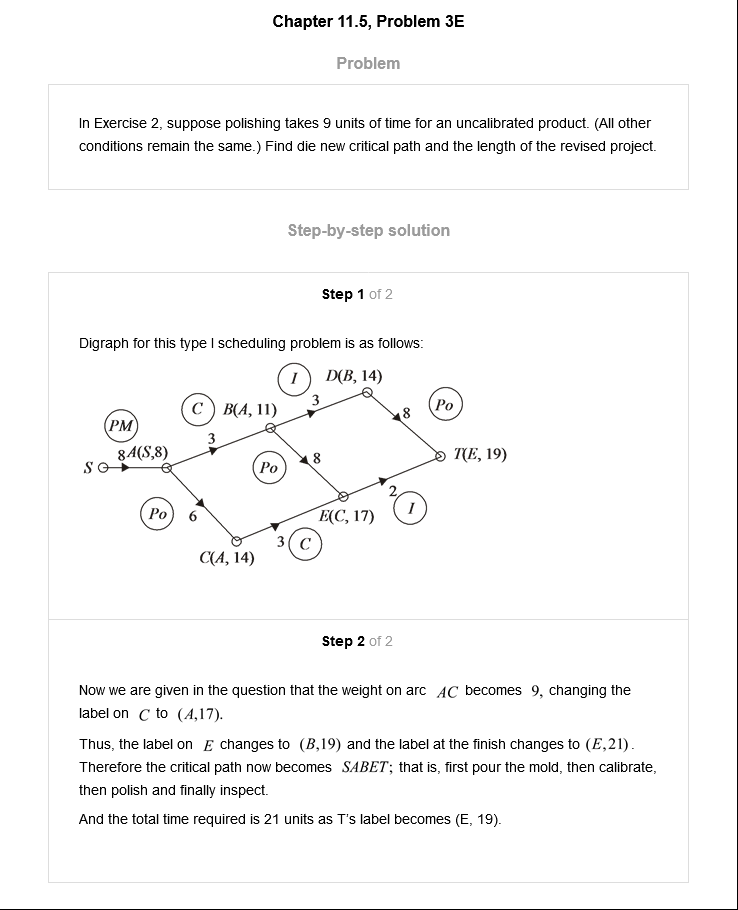 Chapter 11.5, Problem 3E
Problem
In Exercise 2, suppose polishing takes 9 units of time for an uncalibrated product. (All other
conditions remain the same.) Find die new critical path and the length of the revised project.
Step-by-step solution
Step 1 of 2
Digraph for this type I scheduling problem is as follows:
I D(B, 14)
C B(A, 11) 3 Po
PM 8
3
8 A(S,8)
S Po 8 T(E, 19)
2
Po 6 E(C, 17) I
3 C
C(A, 14)
Step 2 of 2
Now we are given in the question that the weight on arc AC becomes 9, changing the
label on C to (A,17).
Thus, the label on E changes to (B,19) and the label at the finish changes to (E,21).
Therefore the critical path now becomes SABET; that is, first pour the mold, then calibrate,
then polish and finally inspect.
And the total time required is 21 units as T's label becomes (E, 19).